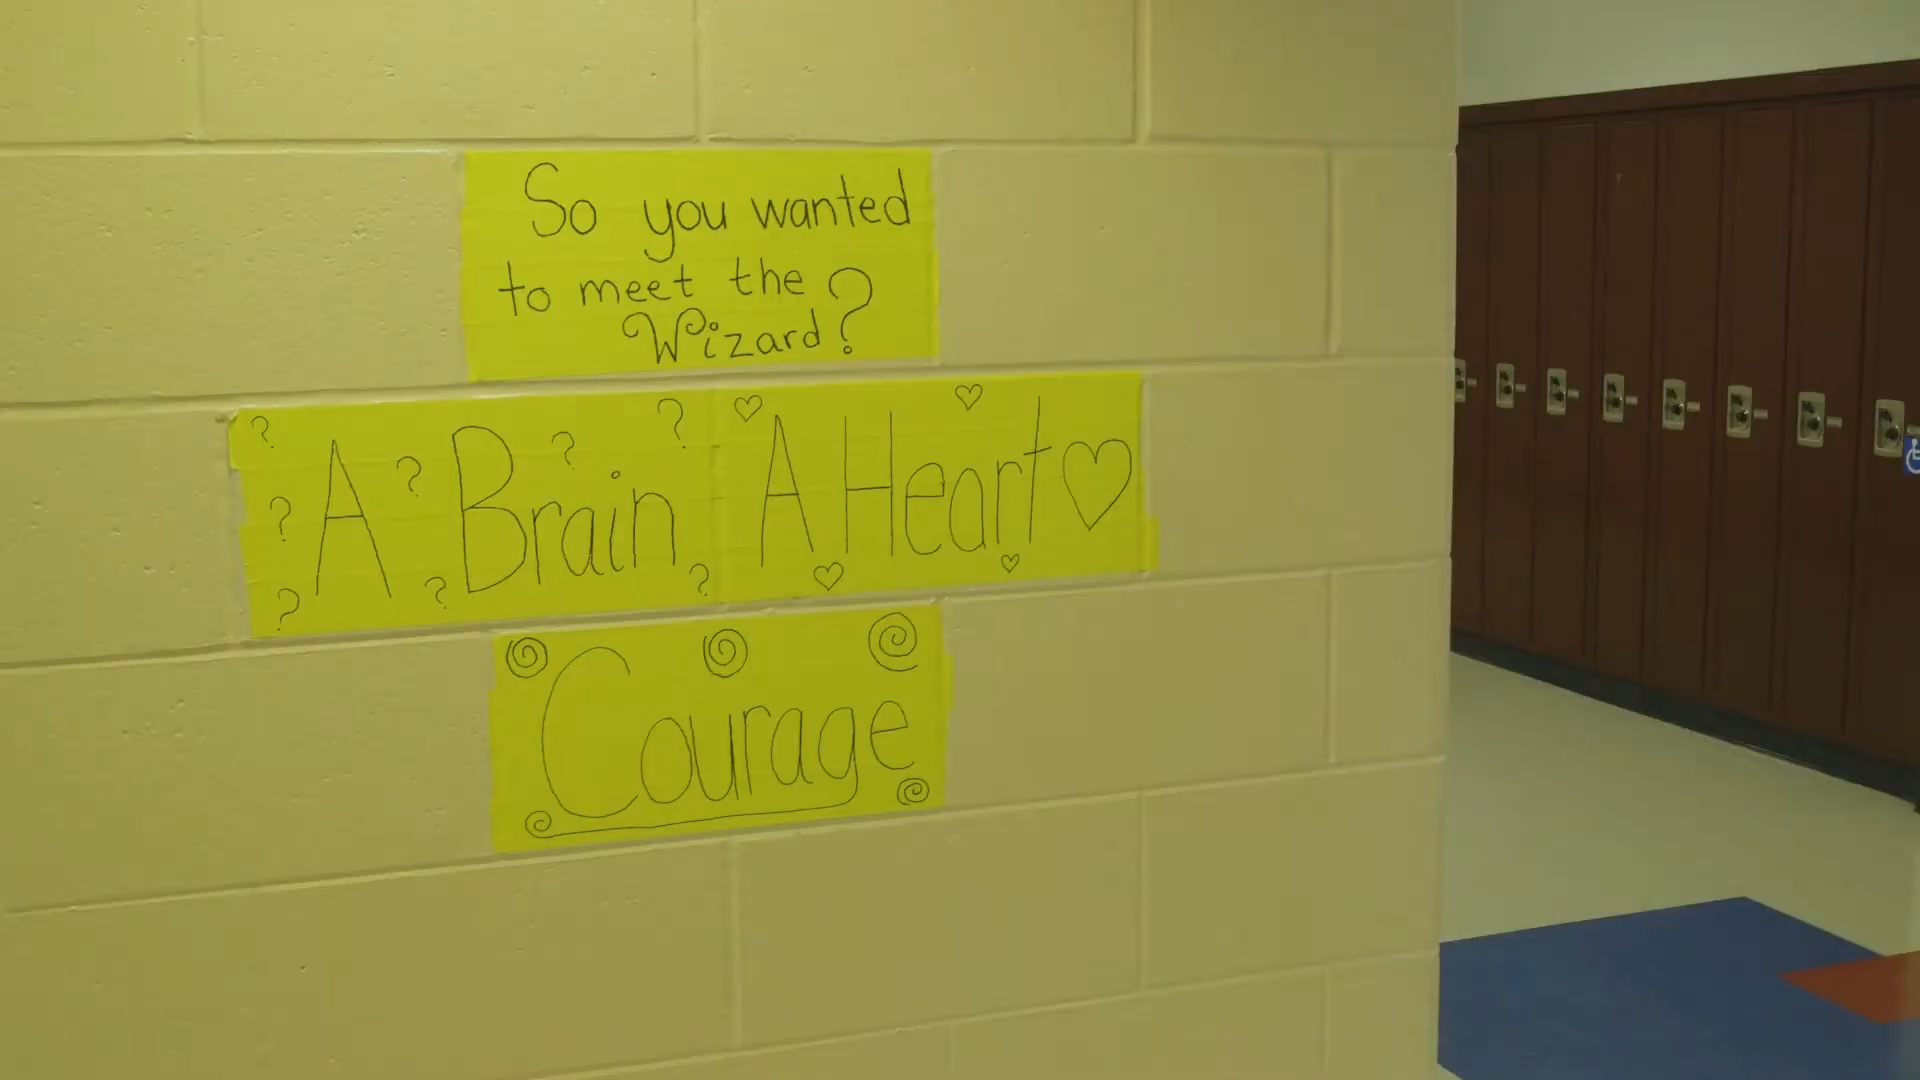 So you wanted
to meet the
Wizard?
A Brain, A Heart
Courage